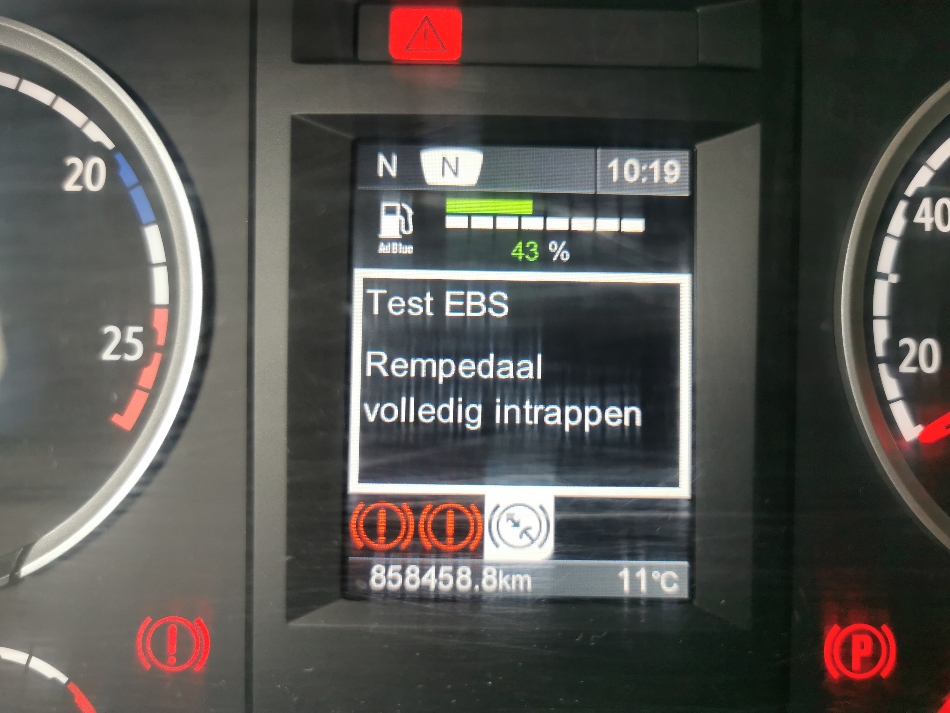 N N 10:19
20
40
AdBlue
43 %
Test EBS
25
20
Rempedaal
volledig intrappen
858458.8km 11°C
P